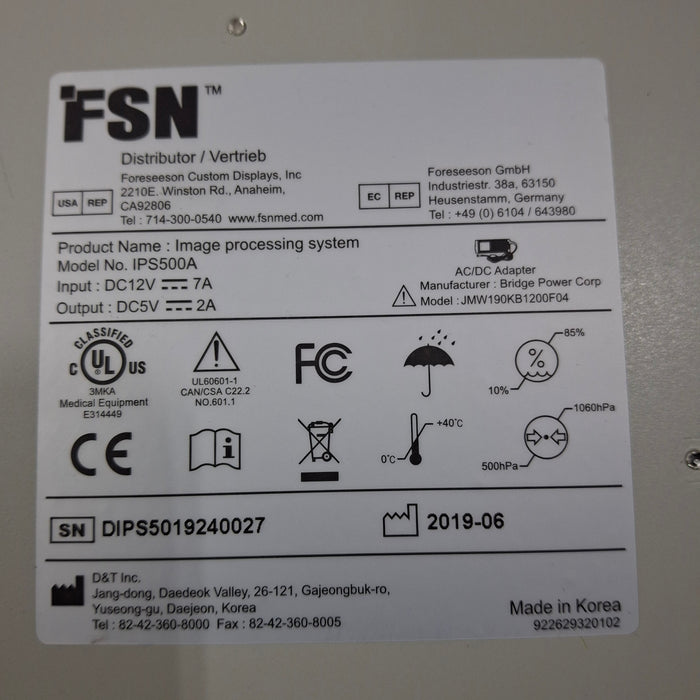 FSN™
Distributor / Vertrieb
Foreseeson Custom Displays, Inc
2210E. Winston Rd., Anaheim,
CA92806
Tel : 714-300-0540 www.fsnmed.com
USA REP
EC REP
Foreseeson GmbH
Industriestr. 38a, 63150
Heusenstamm, Germany
Tel : +49 (0) 6104 / 643980
Product Name : Image processing system
Model No. IPS500A
Input : DC12V 7A
Output : DC5V 2A
AC/DC Adapter
Manufacturer : Bridge Power Corp
Model : JMW190KB1200F04
CLASSIFIED
C UL® US
3MKA
Medical Equipment
E314449
UL60601-1
CAN/CSA C22.2
NO.601.1
FC
85%
%
10%
CE
i
+40°C
0°C
1060hPa
500hPa
SN DIPS5019240027
2019-06
D&T Inc.
Jang-dong, Daedeok Valley, 26-121, Gajeongbuk-ro,
Yuseong-gu, Daejeon, Korea
Tel : 82-42-360-8000 Fax : 82-42-360-8005
Made in Korea
922629320102